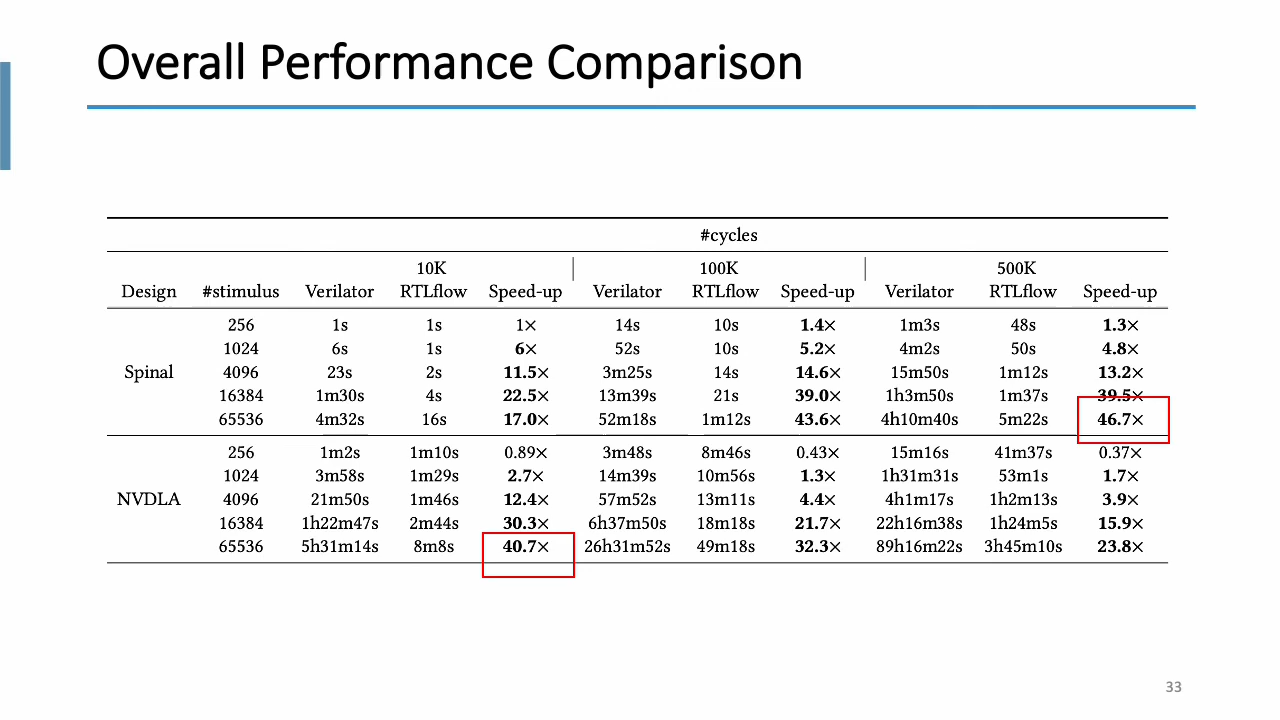 Overall Performance Comparison
#cycles
10K 100K 500K
Design #stimulus Verilator RTLflow Speed-up Verilator RTLflow Speed-up Verilator RTLflow Speed-up
256 1s 1s 1× 14s 10s 1.4× 1m3s 48s 1.3×
1024 6s 1s 6× 52s 10s 5.2× 4m2s 50s 4.8×
Spinal 4096 23s 2s 11.5× 3m25s 14s 14.6× 15m50s 1m12s 13.2×
16384 1m30s 4s 22.5× 13m39s 21s 39.0× 1h3m50s 1m37s 39.5×
65536 4m32s 16s 17.0× 52m18s 1m12s 43.6× 4h10m40s 5m22s 46.7×
256 1m2s 1m10s 0.89× 3m48s 8m46s 0.43× 15m16s 41m37s 0.37×
1024 3m58s 1m29s 2.7× 14m39s 10m56s 1.3× 1h31m31s 53m1s 1.7×
NVDLA 4096 21m50s 1m46s 12.4× 57m52s 13m11s 4.4× 4h1m17s 1h2m13s 3.9×
16384 1h22m47s 2m44s 30.3× 6h37m50s 18m18s 21.7× 22h16m38s 1h24m5s 15.9×
65536 5h31m14s 8m8s 40.7× 26h31m52s 49m18s 32.3× 89h16m22s 3h45m10s 23.8×
33